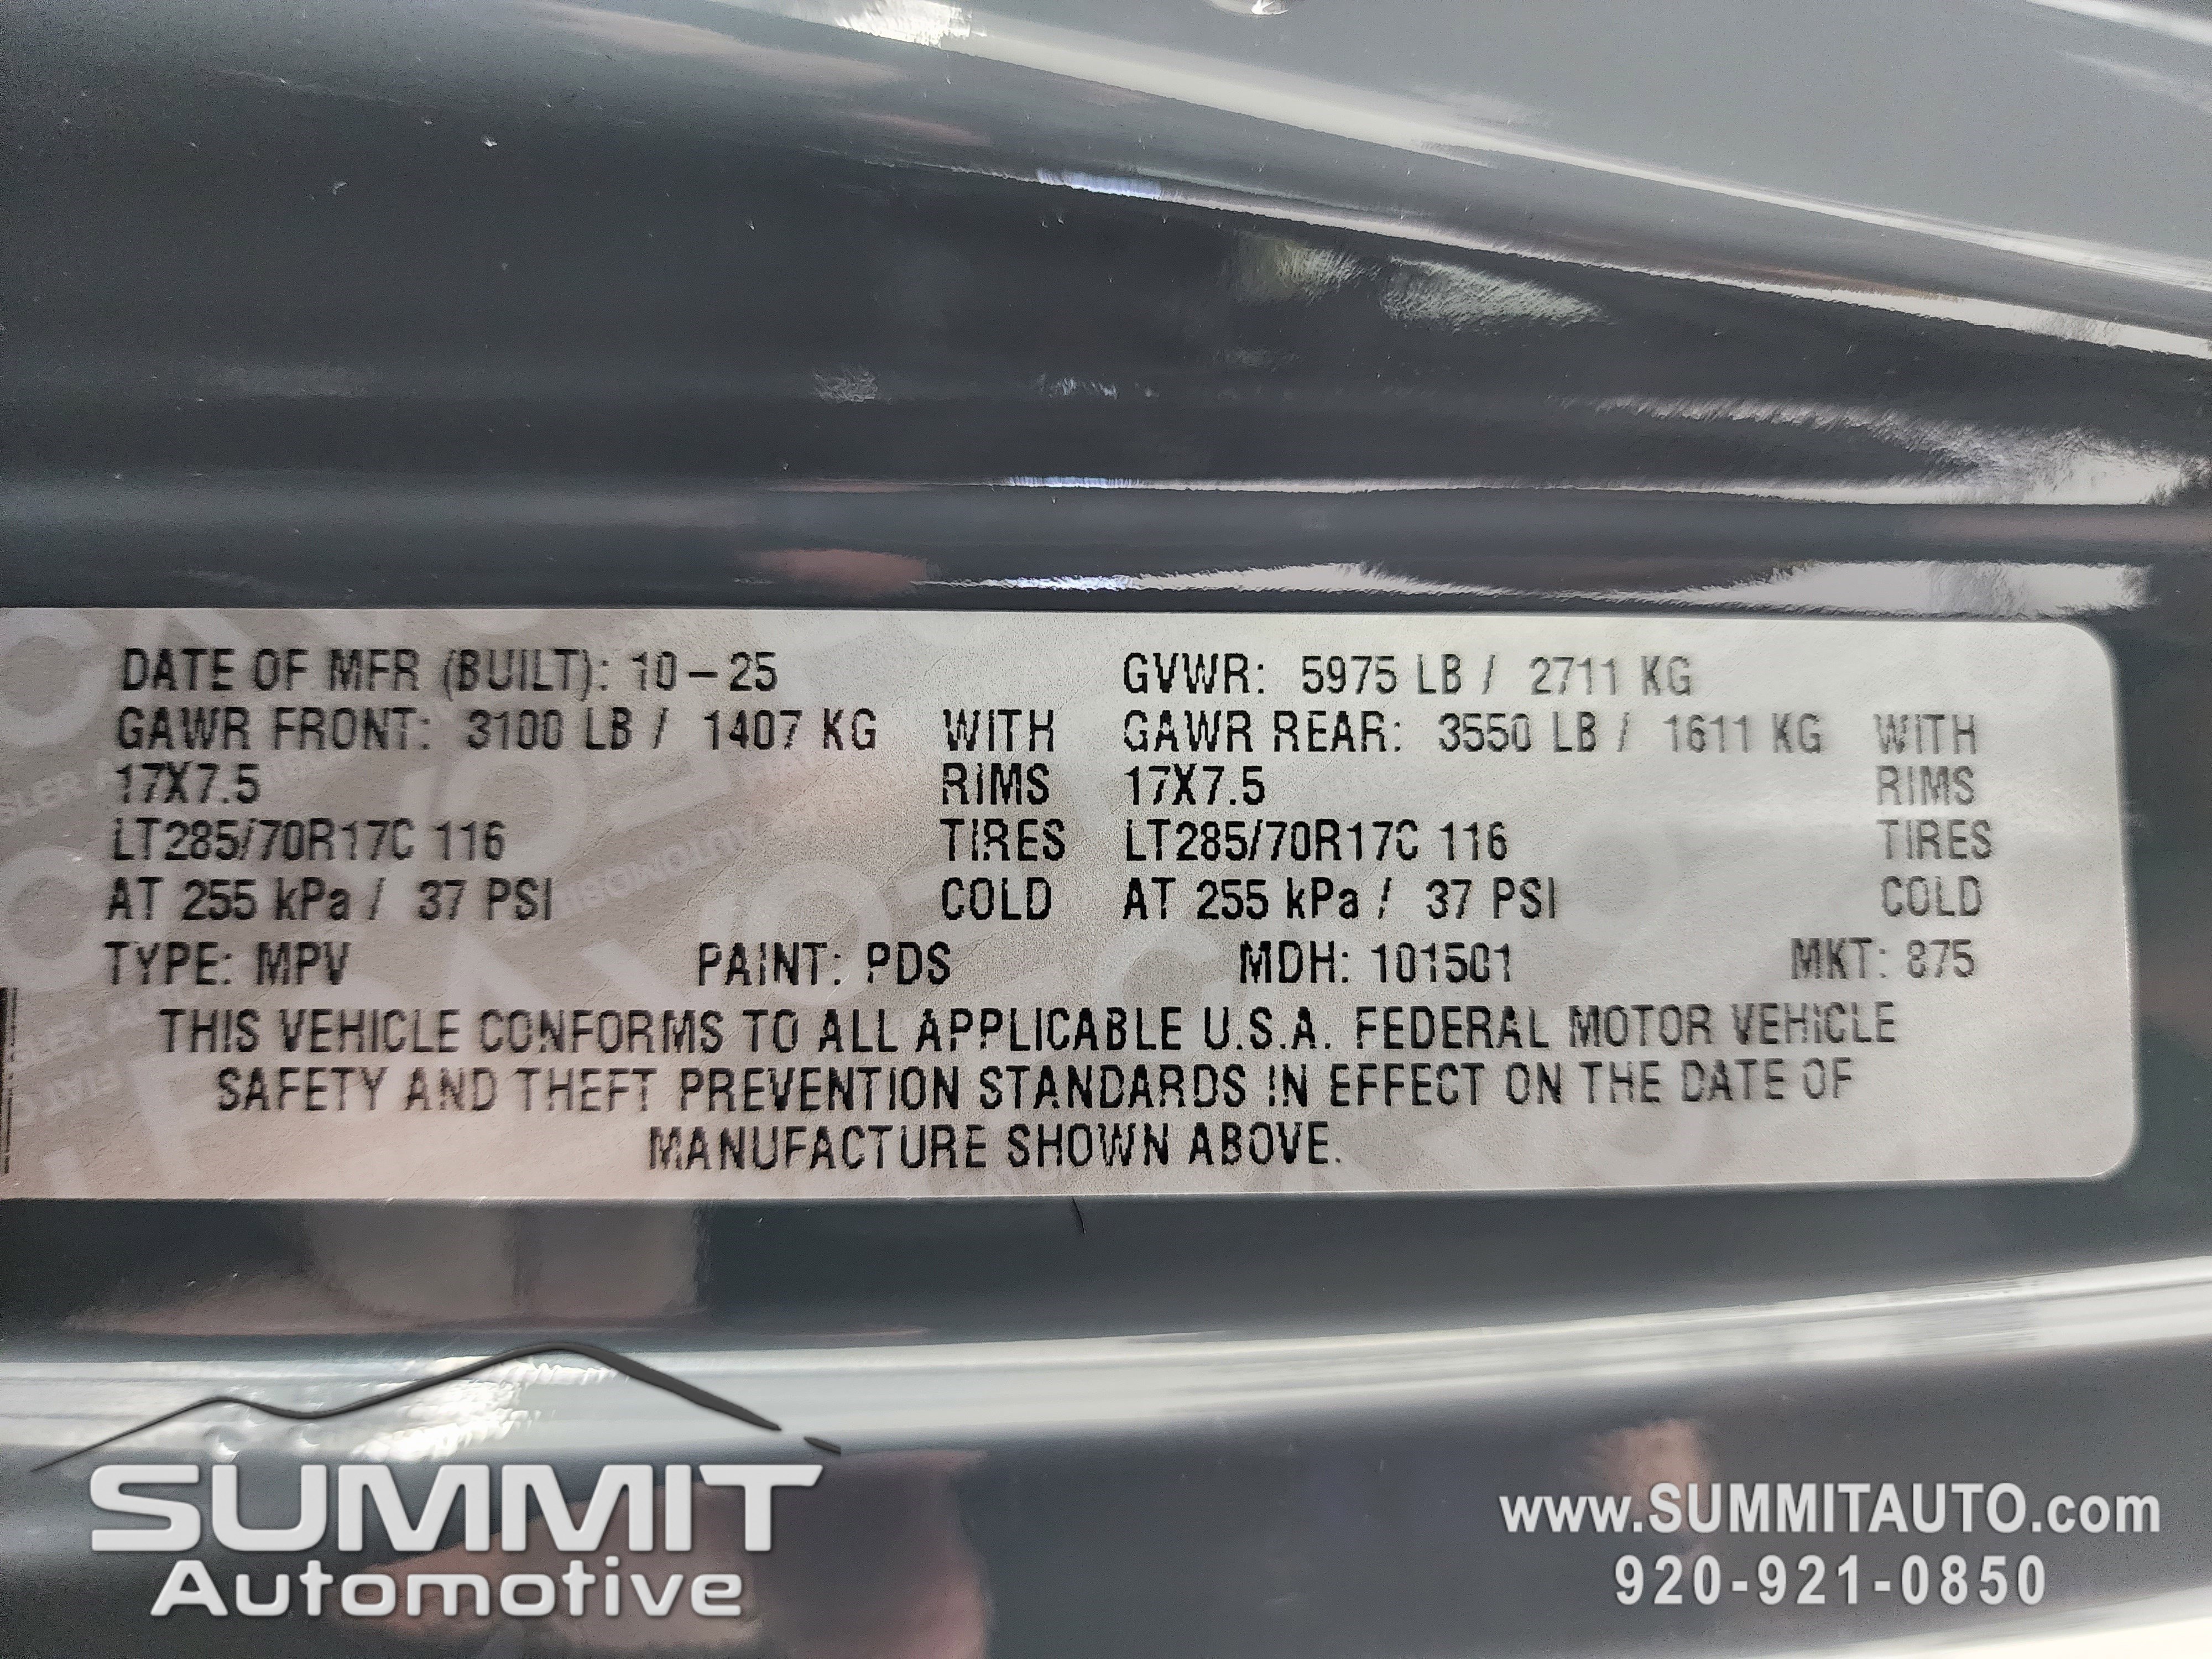 DATE OF MFR (BUILT): 10-25 GVWR: 5975 LB / 2711 KG
GAWR FRONT: 3100 LB / 1407 KG WITH GAWR REAR: 3550 LB / 1611 KG WITH
17X7.5 RIMS 17X7.5 RIMS
LT285/70R17C 116 TIRES LT285/70R17C 116 TIRES
AT 255 kPa / 37 PSI COLD AT 255 kPa / 37 PSI COLD
TYPE: MPV PAINT: PDS MDH: 101501 MKT: 875
THIS VEHICLE CONFORMS TO ALL APPLICABLE U.S.A. FEDERAL MOTOR VEHICLE
SAFETY AND THEFT PREVENTION STANDARDS IN EFFECT ON THE DATE OF
MANUFACTURE SHOWN ABOVE.
SUMMIT
Automotive
www.SUMMITAUTO.com
920-921-0850